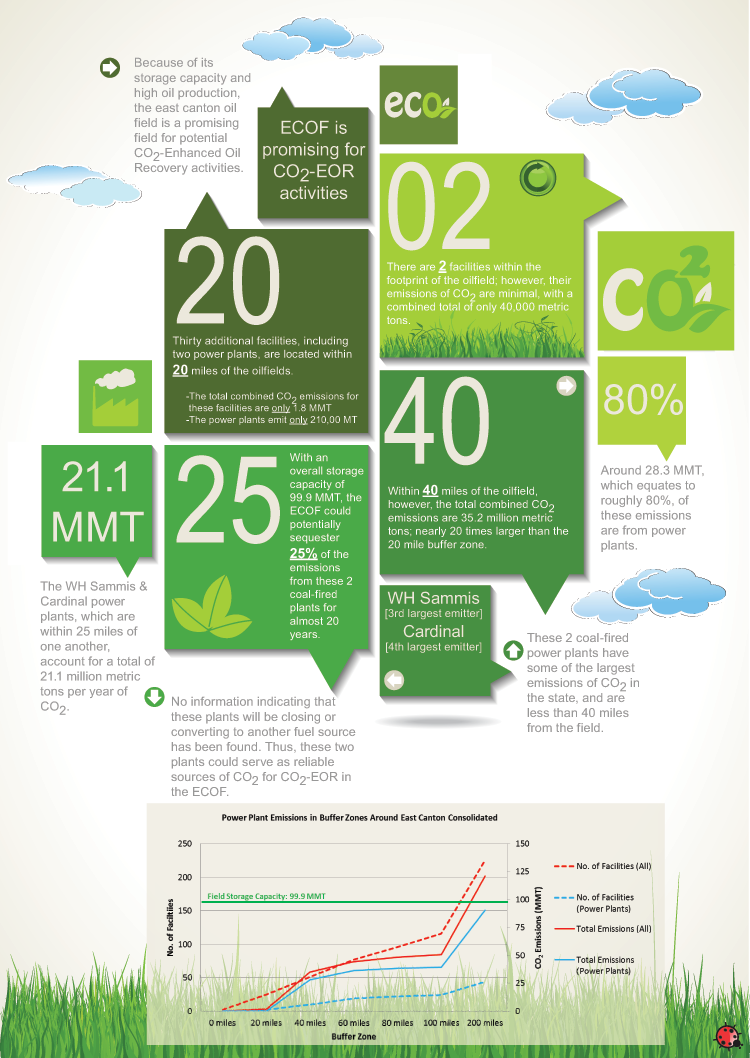 Because of its
storage capacity and
high oil production,
the east canton oil
field is a promising
field for potential
CO2-Enhanced Oil
Recovery activities.
ECOF is
promising for
CO2-EOR
activities
eco
02
There are 2 facilities within the
footprint of the oilfield; however, their
emissions of CO2 are minimal, with a
combined total of only 40,000 metric
tons.
CO2
20
Thirty additional facilities, including
two power plants, are located within
20 miles of the oilfields.
-The total combined CO2 emissions for
these facilities are only 1.8 MMT
-The power plants emit only 210,00 MT
40
Within 40 miles of the oilfield,
however, the total combined CO2
emissions are 35.2 million metric
tons; nearly 20 times larger than the
20 mile buffer zone.
80%
Around 28.3 MMT,
which equates to
roughly 80%, of
these emissions
are from power
plants.
21.1
MMT
The WH Sammis &
Cardinal power
plants, which are
within 25 miles of
one another,
account for a total of
21.1 million metric
tons per year of
CO2.
25
With an
overall storage
capacity of
99.9 MMT, the
ECOF could
potentially
sequester
25% of the
emissions
from these 2
coal-fired
plants for
almost 20
years.
WH Sammis
[3rd largest emitter]
Cardinal
[4th largest emitter]
These 2 coal-fired
power plants have
some of the largest
emissions of CO2 in
the state, and are
less than 40 miles
from the field.
No information indicating that
these plants will be closing or
converting to another fuel source
has been found. Thus, these two
plants could serve as reliable
sources of CO2 for CO2-EOR in
the ECOF.
Power Plant Emissions in Buffer Zones Around East Canton Consolidated
250
200
150
100
50
0
No. of Facilities
Field Storage Capacity: 99.9 MMT
150
125
100
75
50
25
0
CO2 Emissions (MMT)
0 miles
20 miles
40 miles
60 miles
80 miles
100 miles
200 miles
Buffer Zone
No. of Facilities (All)
No. of Facilities
(Power Plants)
Total Emissions (All)
Total Emissions
(Power Plants)